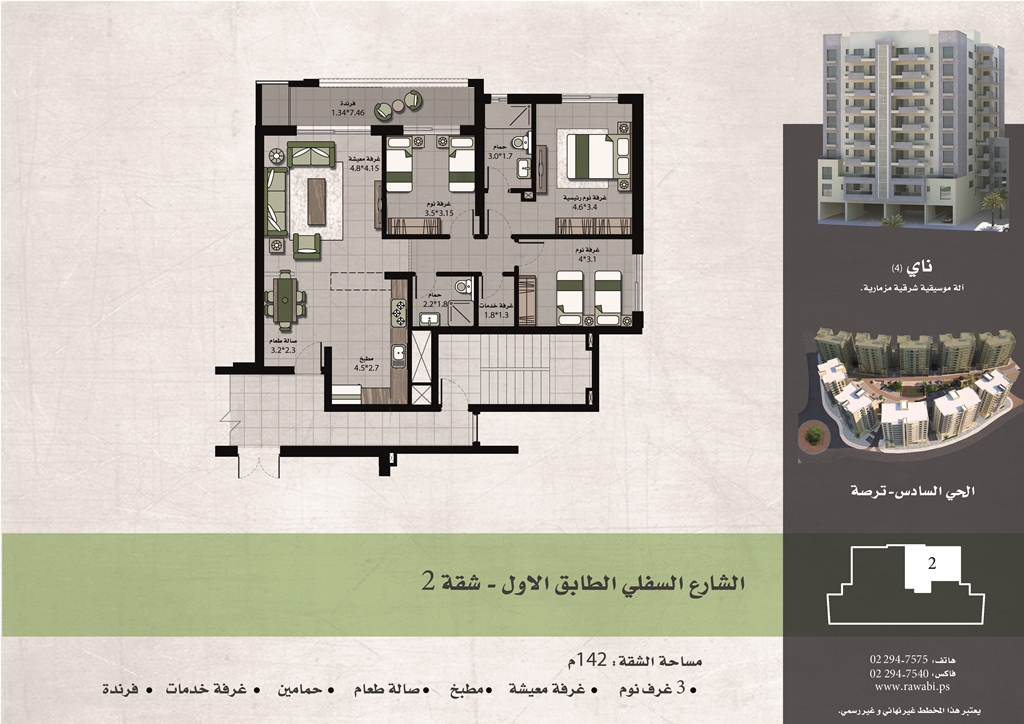 فرندة
1.34*7.46
غرفة معيشة
4.8*4.15
غرفة نوم
3.5*3.15
حمام
3.0*1.7
غرفة نوم رئيسية
4.6*3.4
غرفة نوم
4*3.1
حمام
2.2*1.8
غرفة خدمات
1.8*1.3
صالة طعام
3.2*2.3
مطبخ
4.5*2.7
ناي (4)
آلة موسيقية شرقية مزمارية.
الحي السادس-ترصة
2
الشارع السفلي الطابق الاول - شقة 2
مساحة الشقة: 142م
• 3 غرف نوم • غرفة معيشة •مطبخ •صالة طعام • حمامين • غرفة خدمات • فرندة
هاتف: 02 294-7575
فاكس: 02 294-7540
www.rawabi.ps
يعتبر هذا المخطط غير نهائي و غير رسمي.